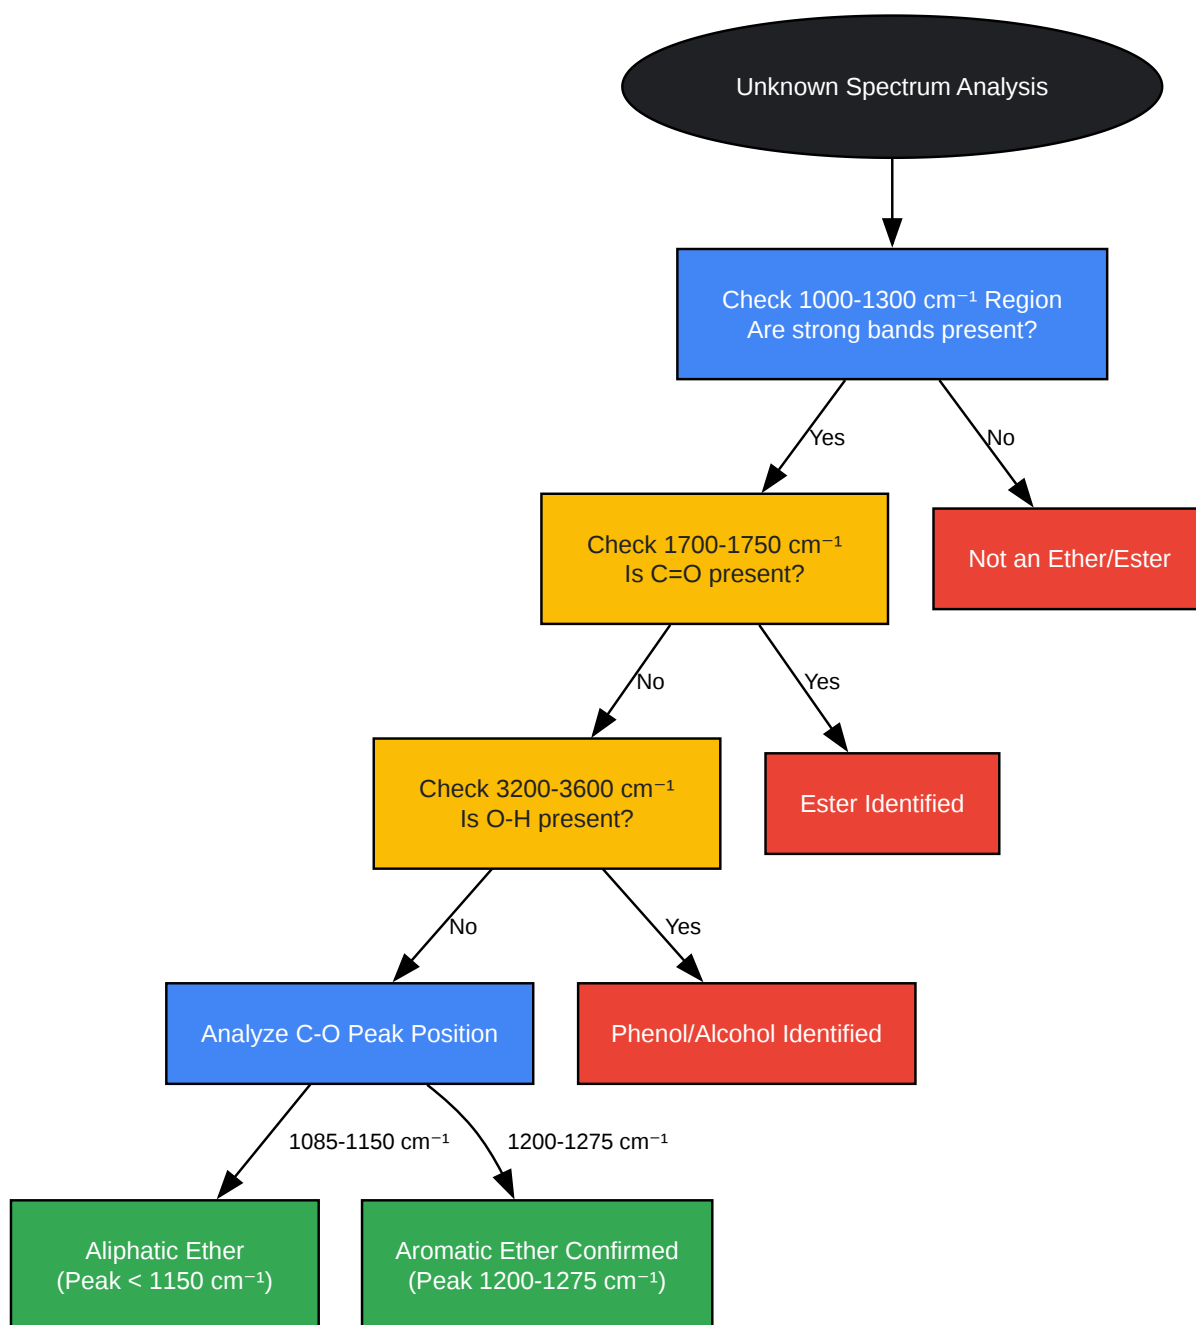 Unknown Spectrum Analysis
Check 1000-1300 cm⁻¹ Region
Are strong bands present?
Yes
No
Check 1700-1750 cm⁻¹
Is C=O present?
Not an Ether/Ester
No
Yes
Check 3200-3600 cm⁻¹
Is O-H present?
Ester Identified
No
Yes
Analyze C-O Peak Position
Phenol/Alcohol Identified
1085-1150 cm⁻¹
1200-1275 cm⁻¹
Aliphatic Ether
(Peak < 1150 cm⁻¹)
Aromatic Ether Confirmed
(Peak 1200-1275 cm⁻¹)